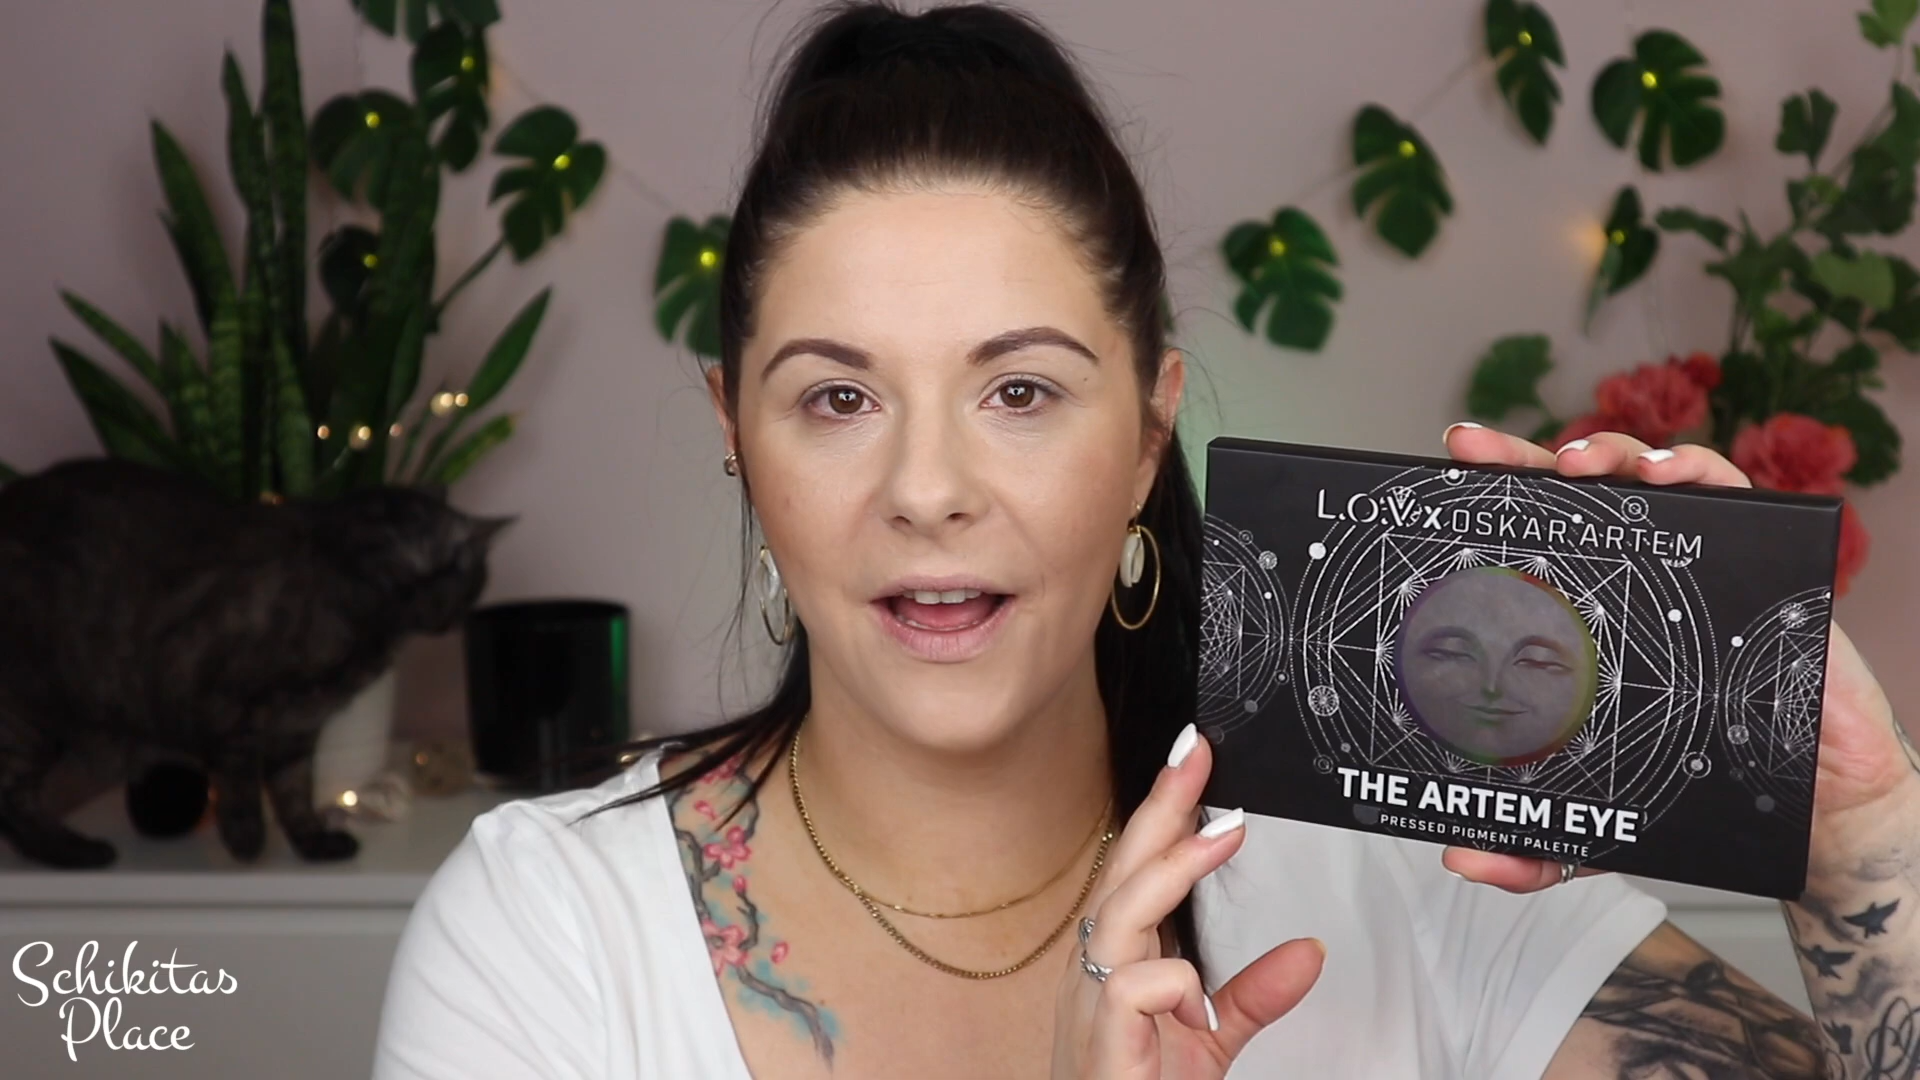 L.O.V x OSKAR ARTEM
THE ARTEM EYE
PRESSED PIGMENT PALETTE
Schikitas
Place